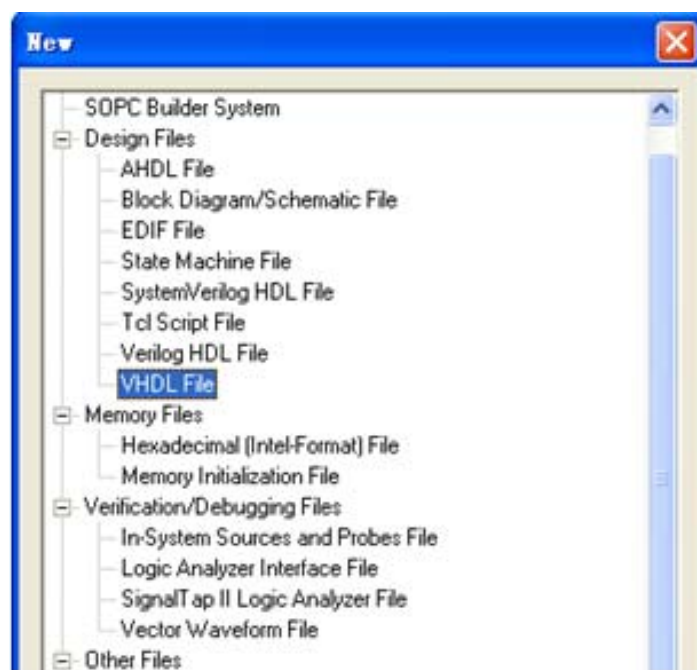 New
SOPC Builder System
Design Files
AHDL File
Block Diagram/Schematic File
EDIF File
State Machine File
SystemVerilog HDL File
Tcl Script File
Verilog HDL File
VHDL File
Memory Files
Hexadecimal (Intel-Format) File
Memory Initialization File
Verification/Debugging Files
In-System Sources and Probes File
Logic Analyzer Interface File
SignalTap II Logic Analyzer File
Vector Waveform File
Other Files